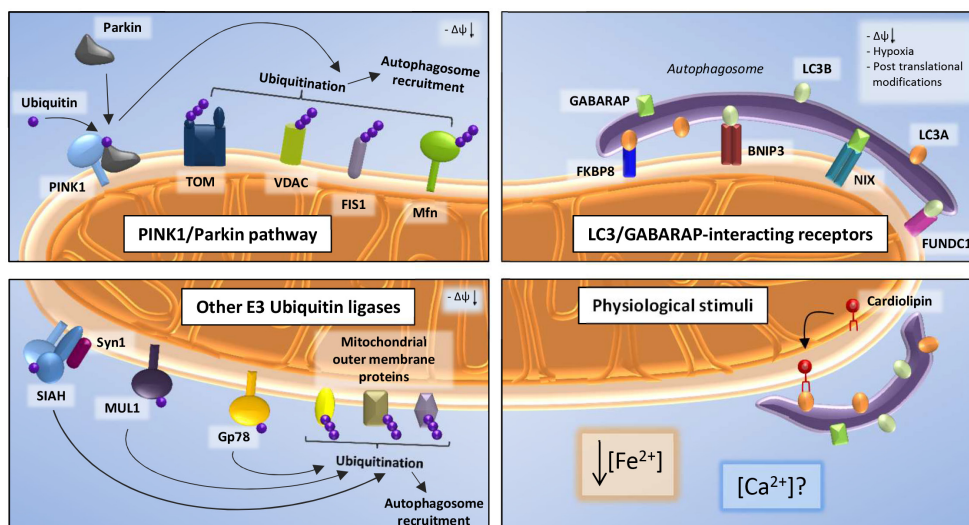 Parkin
- Δψ↓
Ubiquitination
Autophagosome
recruitment
Ubiquitin
PINK1
TOM
VDAC
FIS1
Mfn
PINK1/Parkin pathway
- Δψ↓
- Hypoxia
- Post translational
modifications
Autophagosome
LC3B
GABARAP
LC3A
FKBP8
BNIP3
NIX
FUNDC1
LC3/GABARAP-interacting receptors
Other E3 Ubiquitin ligases
- Δψ↓
Syn1
SIAH
MUL1
Gp78
Mitochondrial
outer membrane
proteins
Ubiquitination
Autophagosome
recruitment
Physiological stimuli
Cardiolipin
↓[Fe²⁺]
[Ca²⁺]?